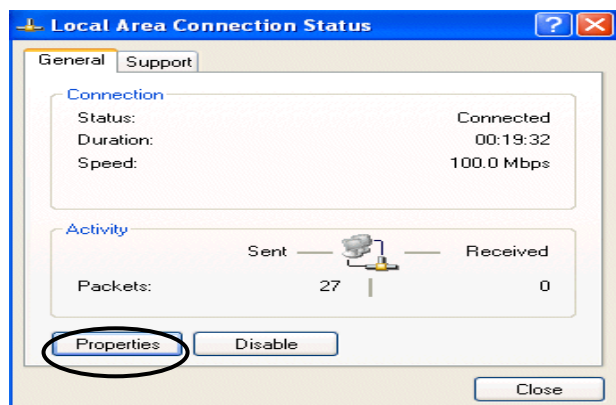 Local Area Connection Status
General Support
Connection
Status: Connected
Duration: 00:19:32
Speed: 100.0 Mbps
Activity
Sent Received
Packets: 27 0
Properties Disable
Close